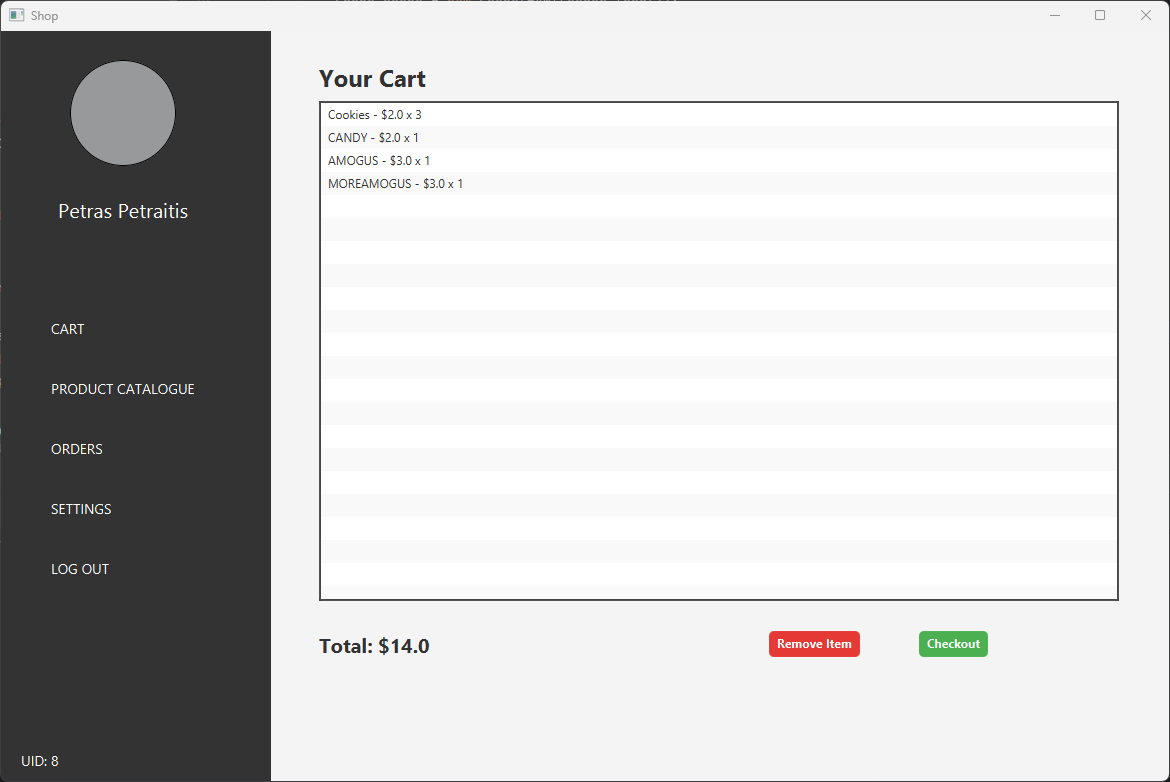 Shop
Petras Petraitis
CART
PRODUCT CATALOGUE
ORDERS
SETTINGS
LOG OUT
UID: 8
Your Cart
Cookies - $2.0 x 3
CANDY - $2.0 x 1
AMOGUS - $3.0 x 1
MOREAMOGUS - $3.0 x 1
Total: $14.0
Remove Item
Checkout